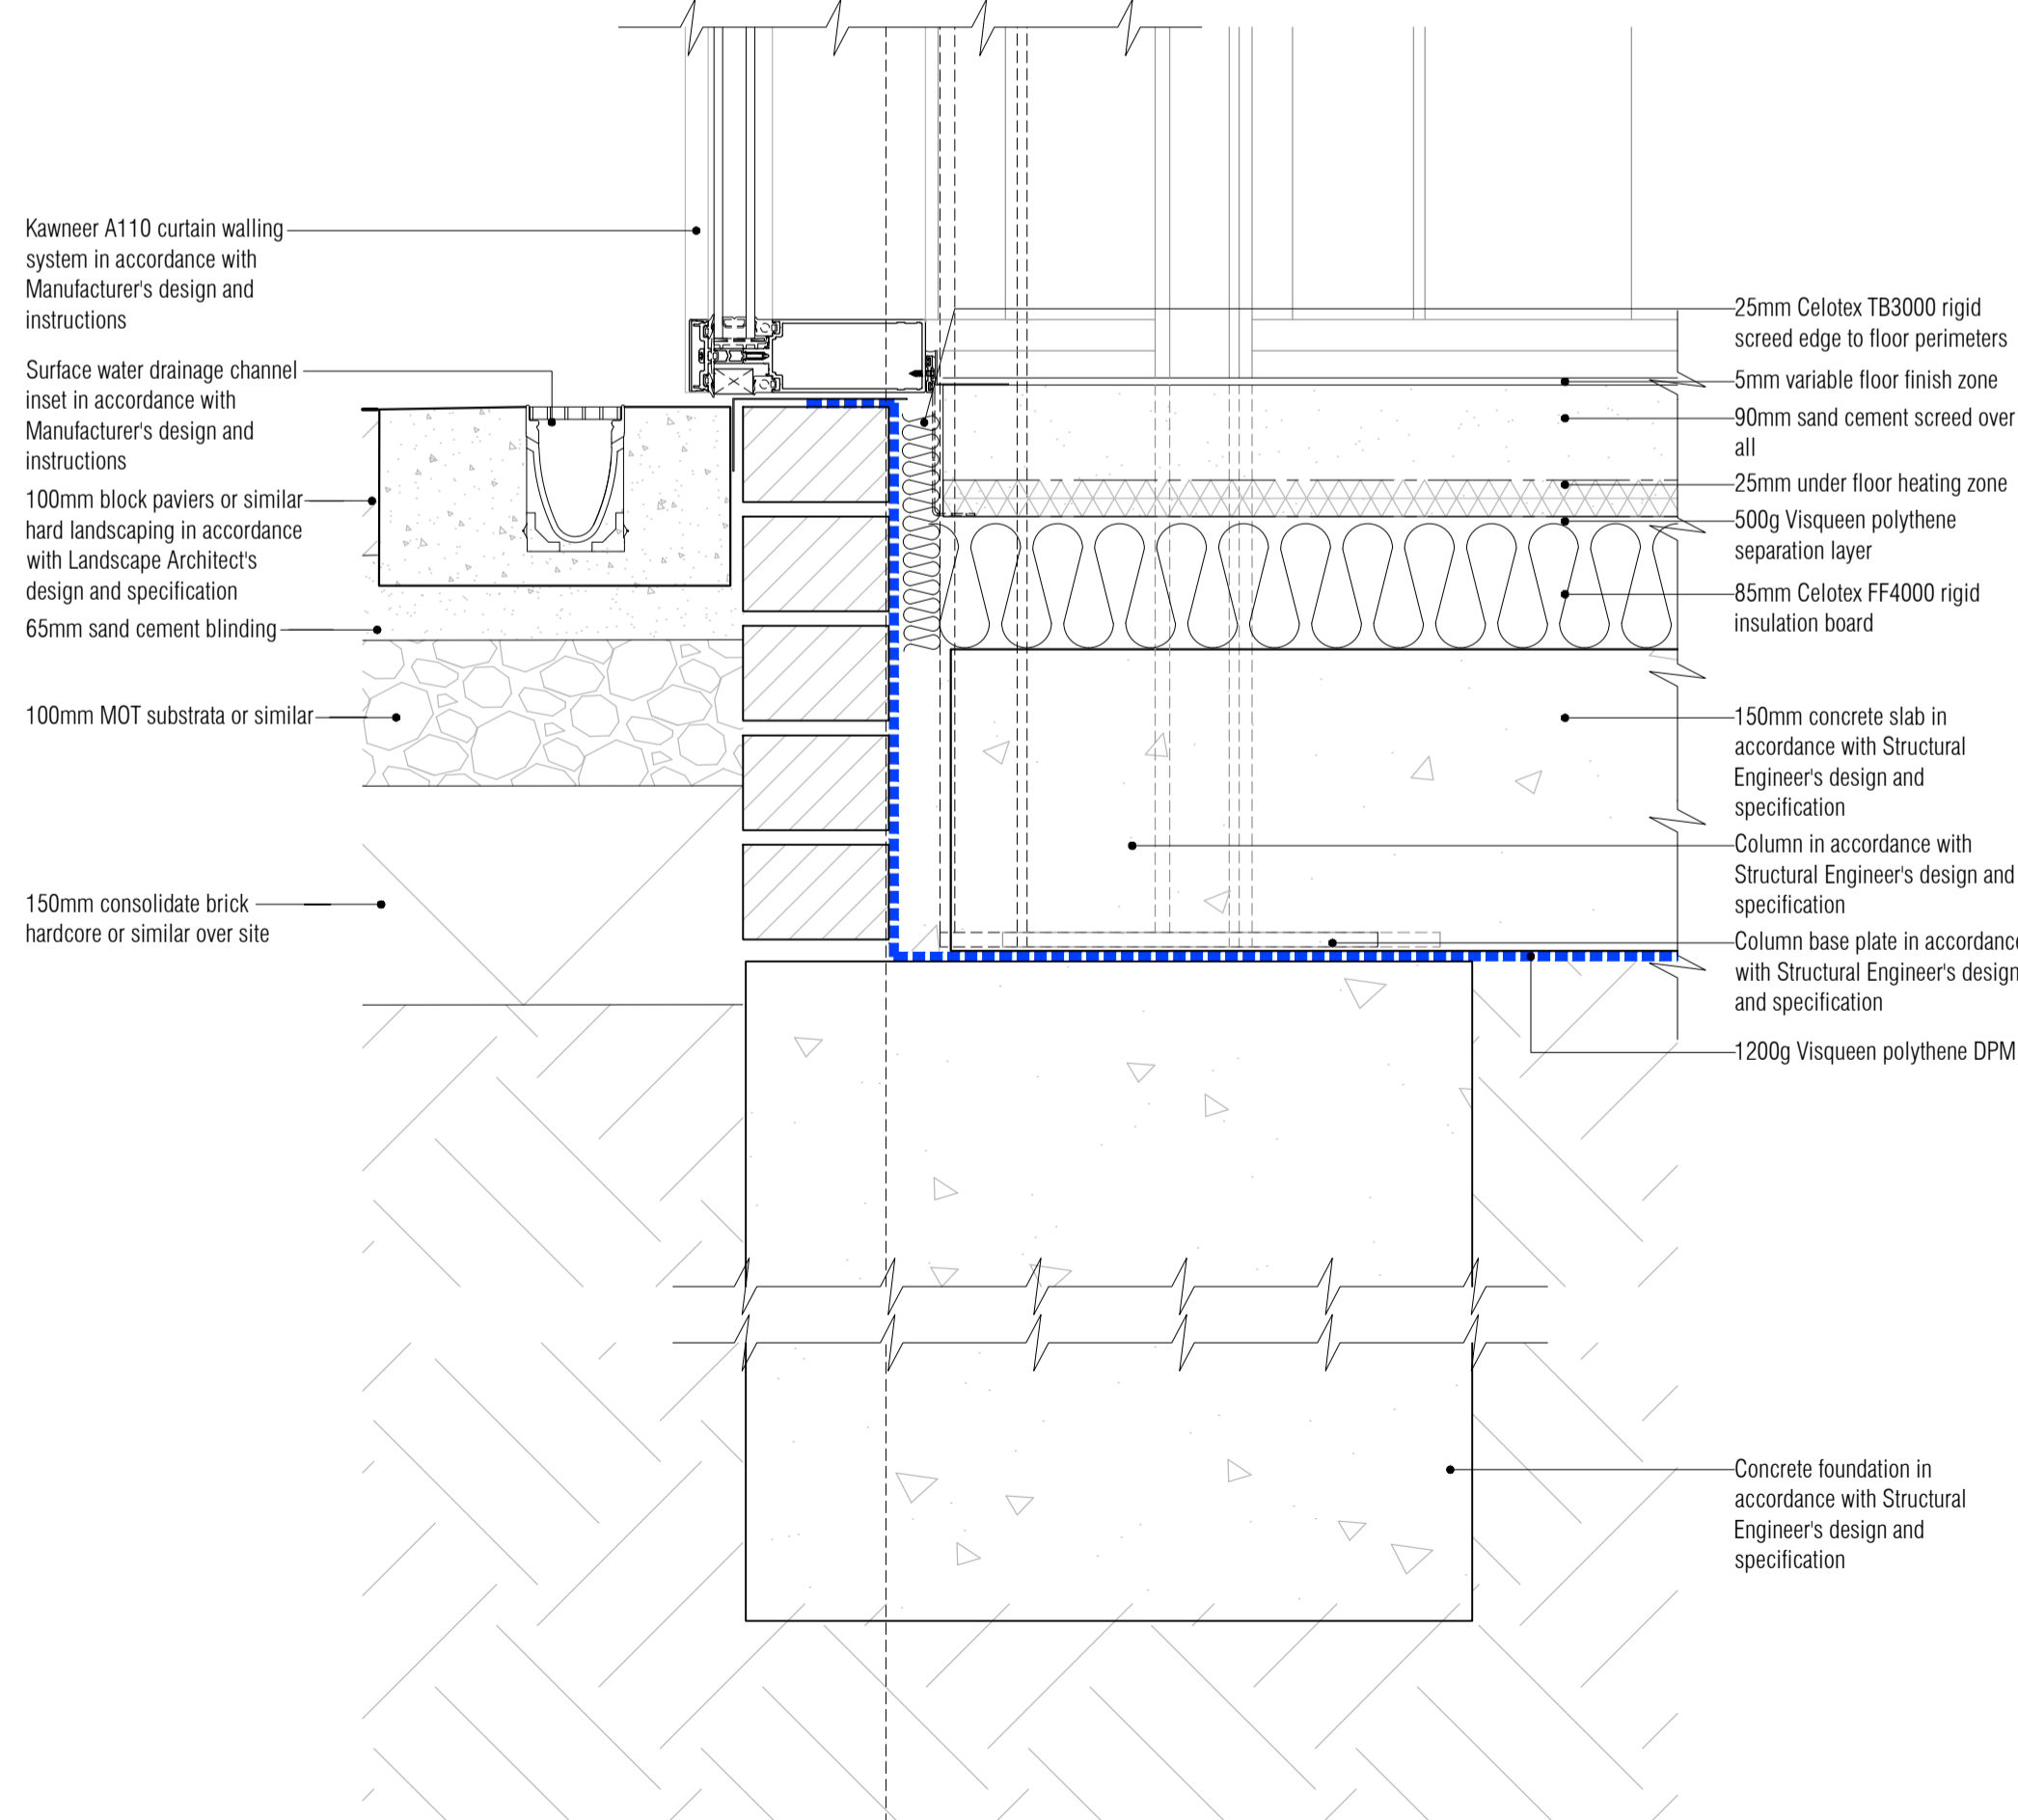 Kawneer A110 curtain walling
system in accordance with
Manufacturer's design and
instructions
Surface water drainage channel
inset in accordance with
Manufacturer's design and
instructions
100mm block paviers or similar
hard landscaping in accordance
with Landscape Architect's
design and specification
65mm sand cement blinding
100mm MOT substrata or similar
150mm consolidate brick
hardcore or similar over site
25mm Celotex TB3000 rigid
screed edge to floor perimeters
5mm variable floor finish zone
90mm sand cement screed over
all
25mm under floor heating zone
500g Visqueen polythene
separation layer
85mm Celotex FF4000 rigid
insulation board
150mm concrete slab in
accordance with Structural
Engineer's design and
specification
Column in accordance with
Structural Engineer's design and
specification
Column base plate in accordance
with Structural Engineer's design
and specification
1200g Visqueen polythene DPM
Concrete foundation in
accordance with Structural
Engineer's design and
specification